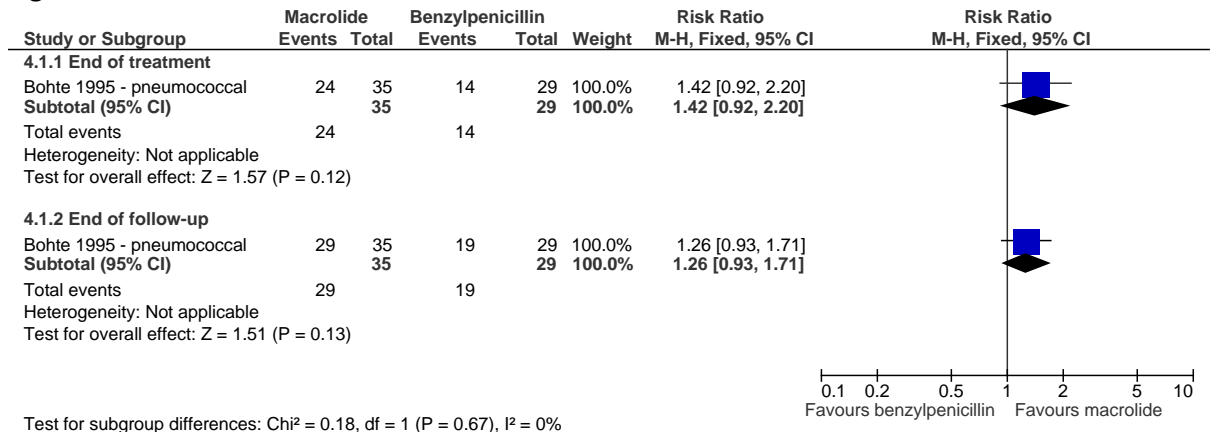 Macrolide Benzylpenicillin Risk Ratio Risk Ratio
Study or Subgroup Events Total Events Total Weight M-H, Fixed, 95% CI M-H, Fixed, 95% CI
4.1.1 End of treatment
Bohte 1995 - pneumococcal 24 35 14 29 100.0% 1.42 [0.92, 2.20]
Subtotal (95% CI) 35 29 100.0% 1.42 [0.92, 2.20]
Total events 24 14
Heterogeneity: Not applicable
Test for overall effect: Z = 1.57 (P = 0.12)
4.1.2 End of follow-up
Bohte 1995 - pneumococcal 29 35 19 29 100.0% 1.26 [0.93, 1.71]
Subtotal (95% CI) 35 29 100.0% 1.26 [0.93, 1.71]
Total events 29 19
Heterogeneity: Not applicable
Test for overall effect: Z = 1.51 (P = 0.13)
0.1 0.2 0.5 1 2 5 10
Favours benzylpenicillin Favours macrolide
Test for subgroup differences: Chi² = 0.18, df = 1 (P = 0.67), I² = 0%